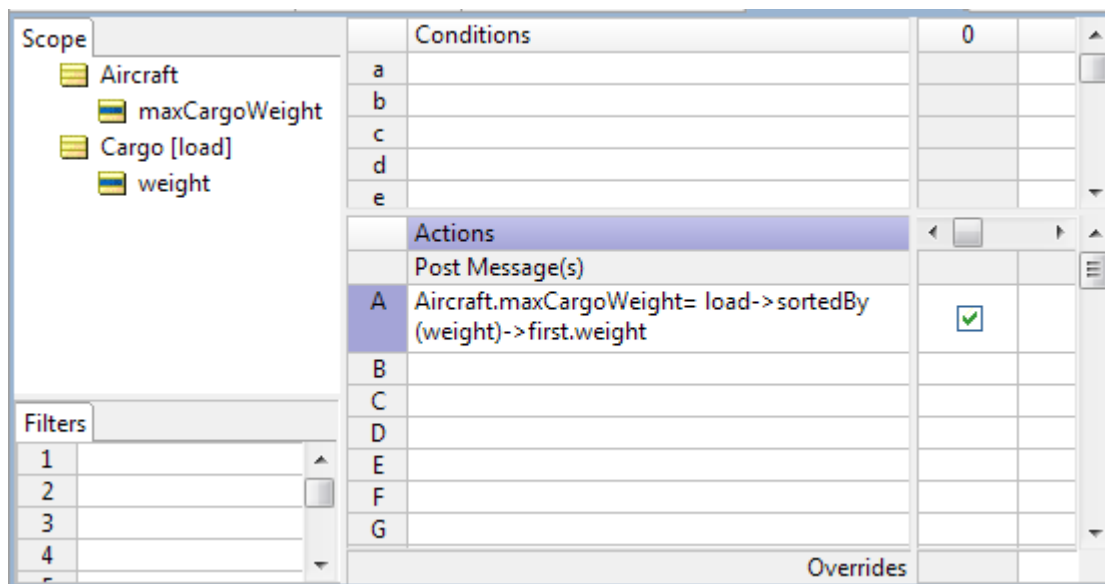 Scope
Aircraft
maxCargoWeight
Cargo [load]
weight
Filters
1
2
3
4
Conditions
0
a
b
c
d
e
Actions
Post Message(s)
A
Aircraft.maxCargoWeight= load->sortedBy
(weight)->first.weight
B
C
D
E
F
G
Overrides